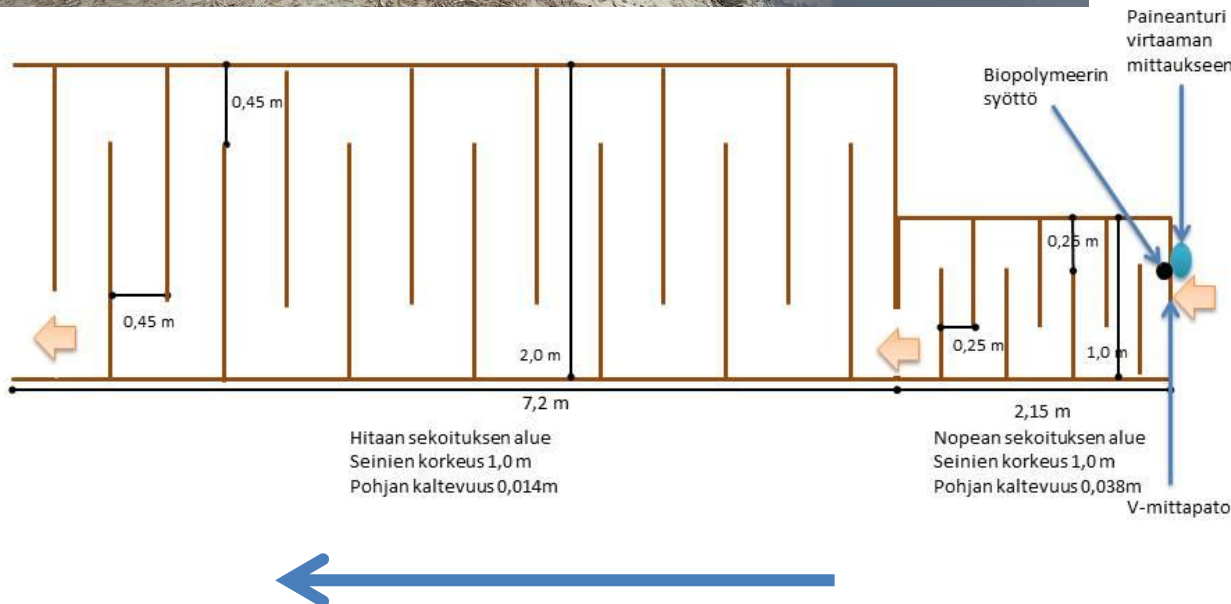 Paineanturi
virtaaman
mittaukseen
Biopolymeerin
syöttö
0,45 m
0,25 m
0,45 m
2,0 m
0,25 m
1,0 m
7,2 m
2,15 m
Hitaan sekoituksen alue
Seinien korkeus 1,0 m
Pohjan kaltevuus 0,014m
Nopean sekoituksen alue
Seinien korkeus 1,0 m
Pohjan kaltevuus 0,038m
V-mittapato